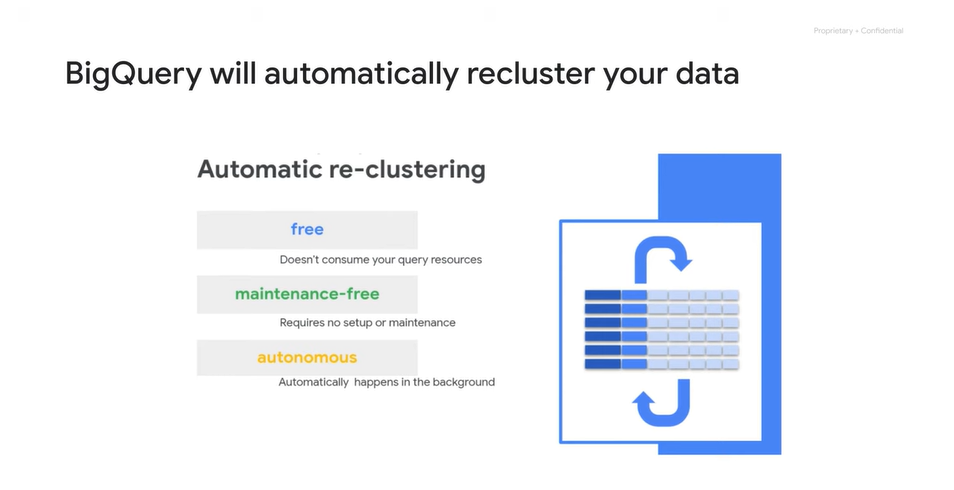 Proprietary + Confidential
BigQuery will automatically recluster your data
Automatic re-clustering
free
Doesn't consume your query resources
maintenance-free
Requires no setup or maintenance
autonomous
Automatically happens in the background